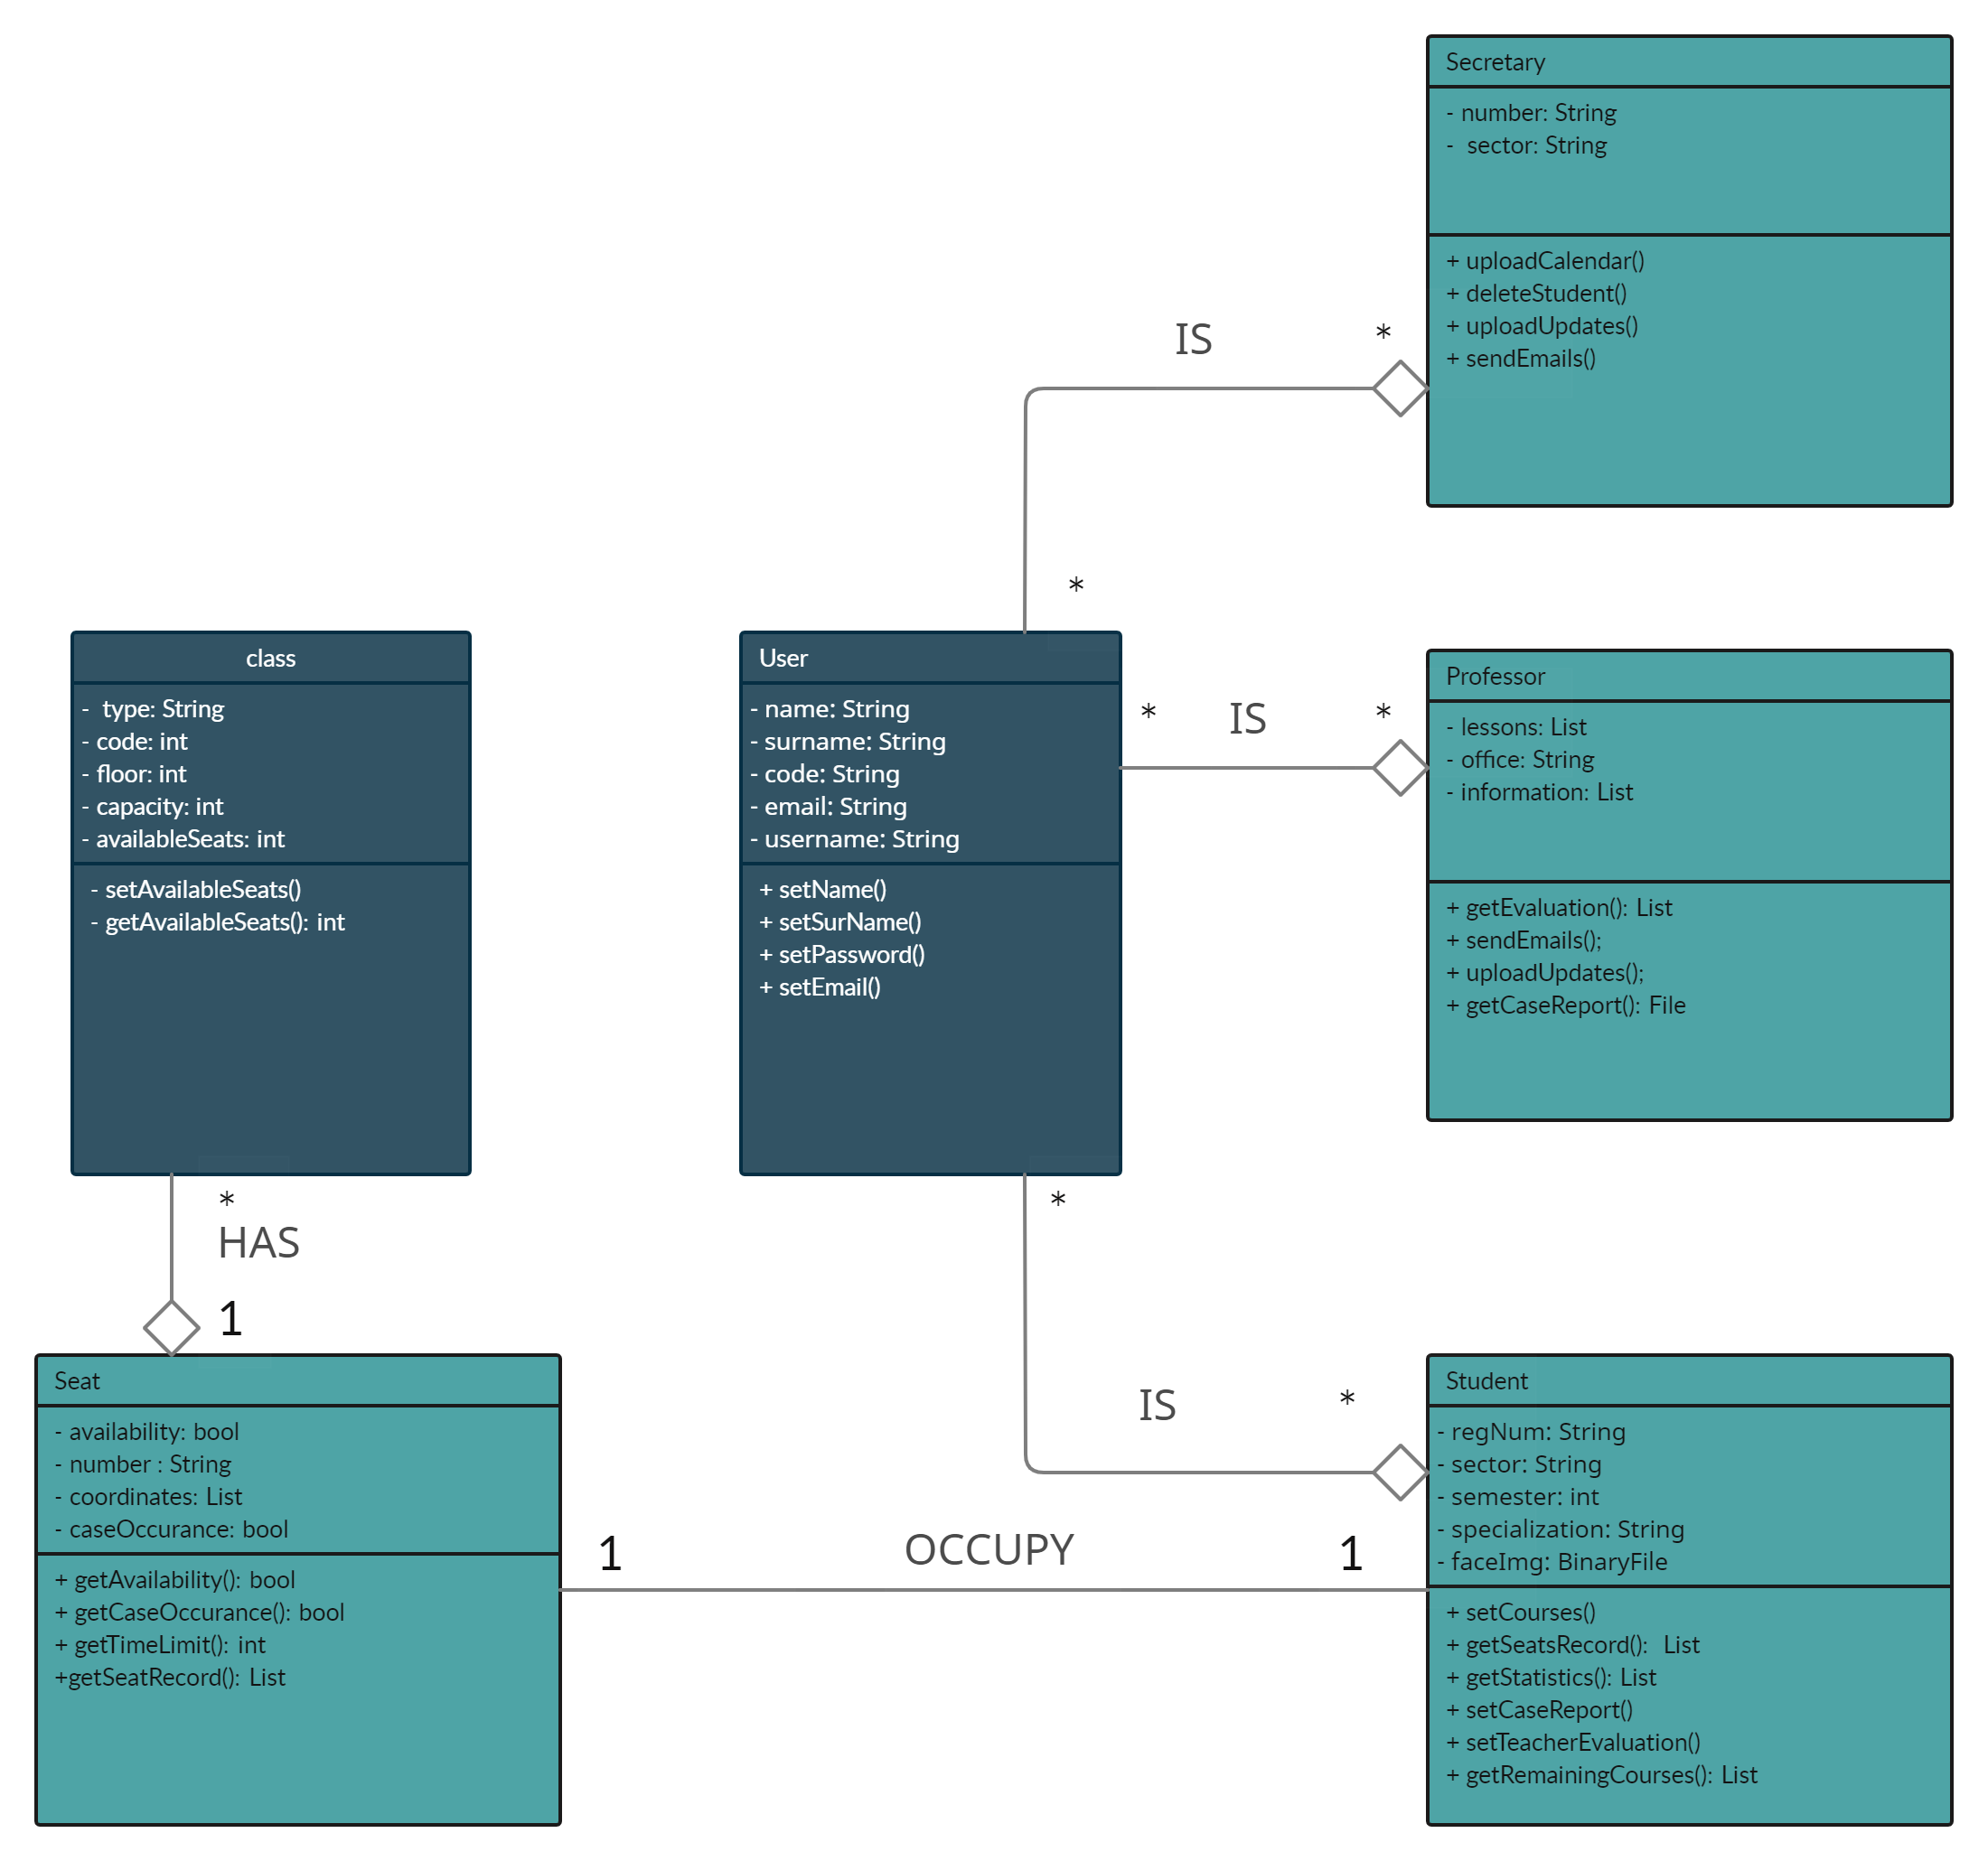 Secretary
- number: String
-  sector: String
+ uploadCalendar()
+ deleteStudent()
+ uploadUpdates()
+ sendEmails()
IS
*
*
class
-  type: String
- code: int
- floor: int
- capacity: int
- availableSeats: int
- setAvailableSeats()
- getAvailableSeats(): int
User
- name: String
- surname: String
- code: String
- email: String
- username: String
+ setName()
+ setSurName()
+ setPassword()
+ setEmail()
*
IS
*
Professor
- lessons: List
- office: String
- information: List
+ getEvaluation(): List
+ sendEmails();
+ uploadUpdates();
+ getCaseReport(): File
*
HAS
1
*
IS
*
Seat
- availability: bool
- number : String
- coordinates: List
- caseOccurance: bool
+ getAvailability(): bool
+ getCaseOccurance(): bool
+ getTimeLimit(): int
+getSeatRecord(): List
1
OCCUPY
1
Student
- regNum: String
- sector: String
- semester: int
- specialization: String
- faceImg: BinaryFile
+ setCourses()
+ getSeatsRecord():  List
+ getStatistics(): List
+ setCaseReport()
+ setTeacherEvaluation()
+ getRemainingCourses(): List